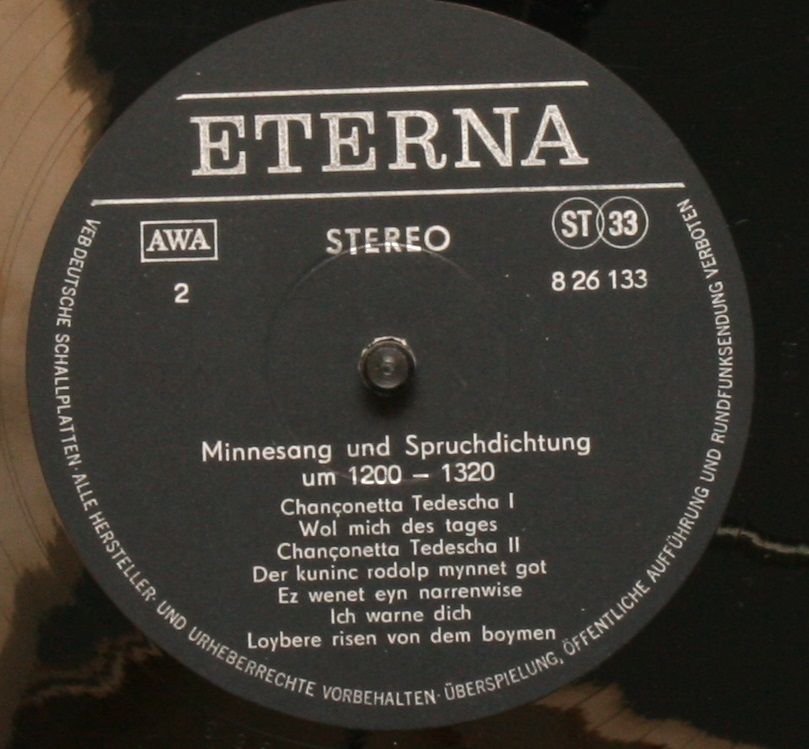 ETERNA
AWA
STEREO
ST 33
2
8 26 133
Minnesang und Spruchdichtung
um 1200 – 1320
Chançonetta Tedescha I
Wol mich des tages
Chançonetta Tedescha II
Der kuninc rodolp mynnet got
Ez wenet eyn narrenwise
Ich warne dich
Loybere risen von dem boymen
VEB DEUTSCHE SCHALLPLATTEN · ALLE HERSTELLER- UND URHEBERRECHTE VORBEHALTEN · ÜBERSPIELUNG, ÖFFENTLICHE AUFFÜHRUNG UND RUNDFUNKSENDUNG VERBOTEN